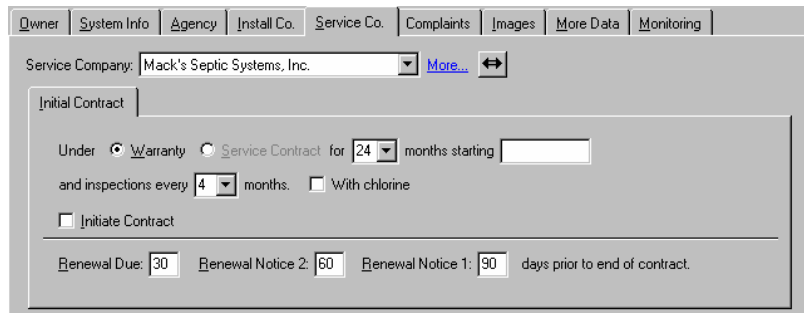 Owner System Info Agency Install Co. Service Co. Complaints Images More Data Monitoring
Service Company: Mack's Septic Systems, Inc. More...
Initial Contract
Under Warranty Service Contract for 24 months starting
and inspections every 4 months. With chlorine
Initiate Contract
Renewal Due: 30 Renewal Notice 2: 60 Renewal Notice 1: 90 days prior to end of contract.